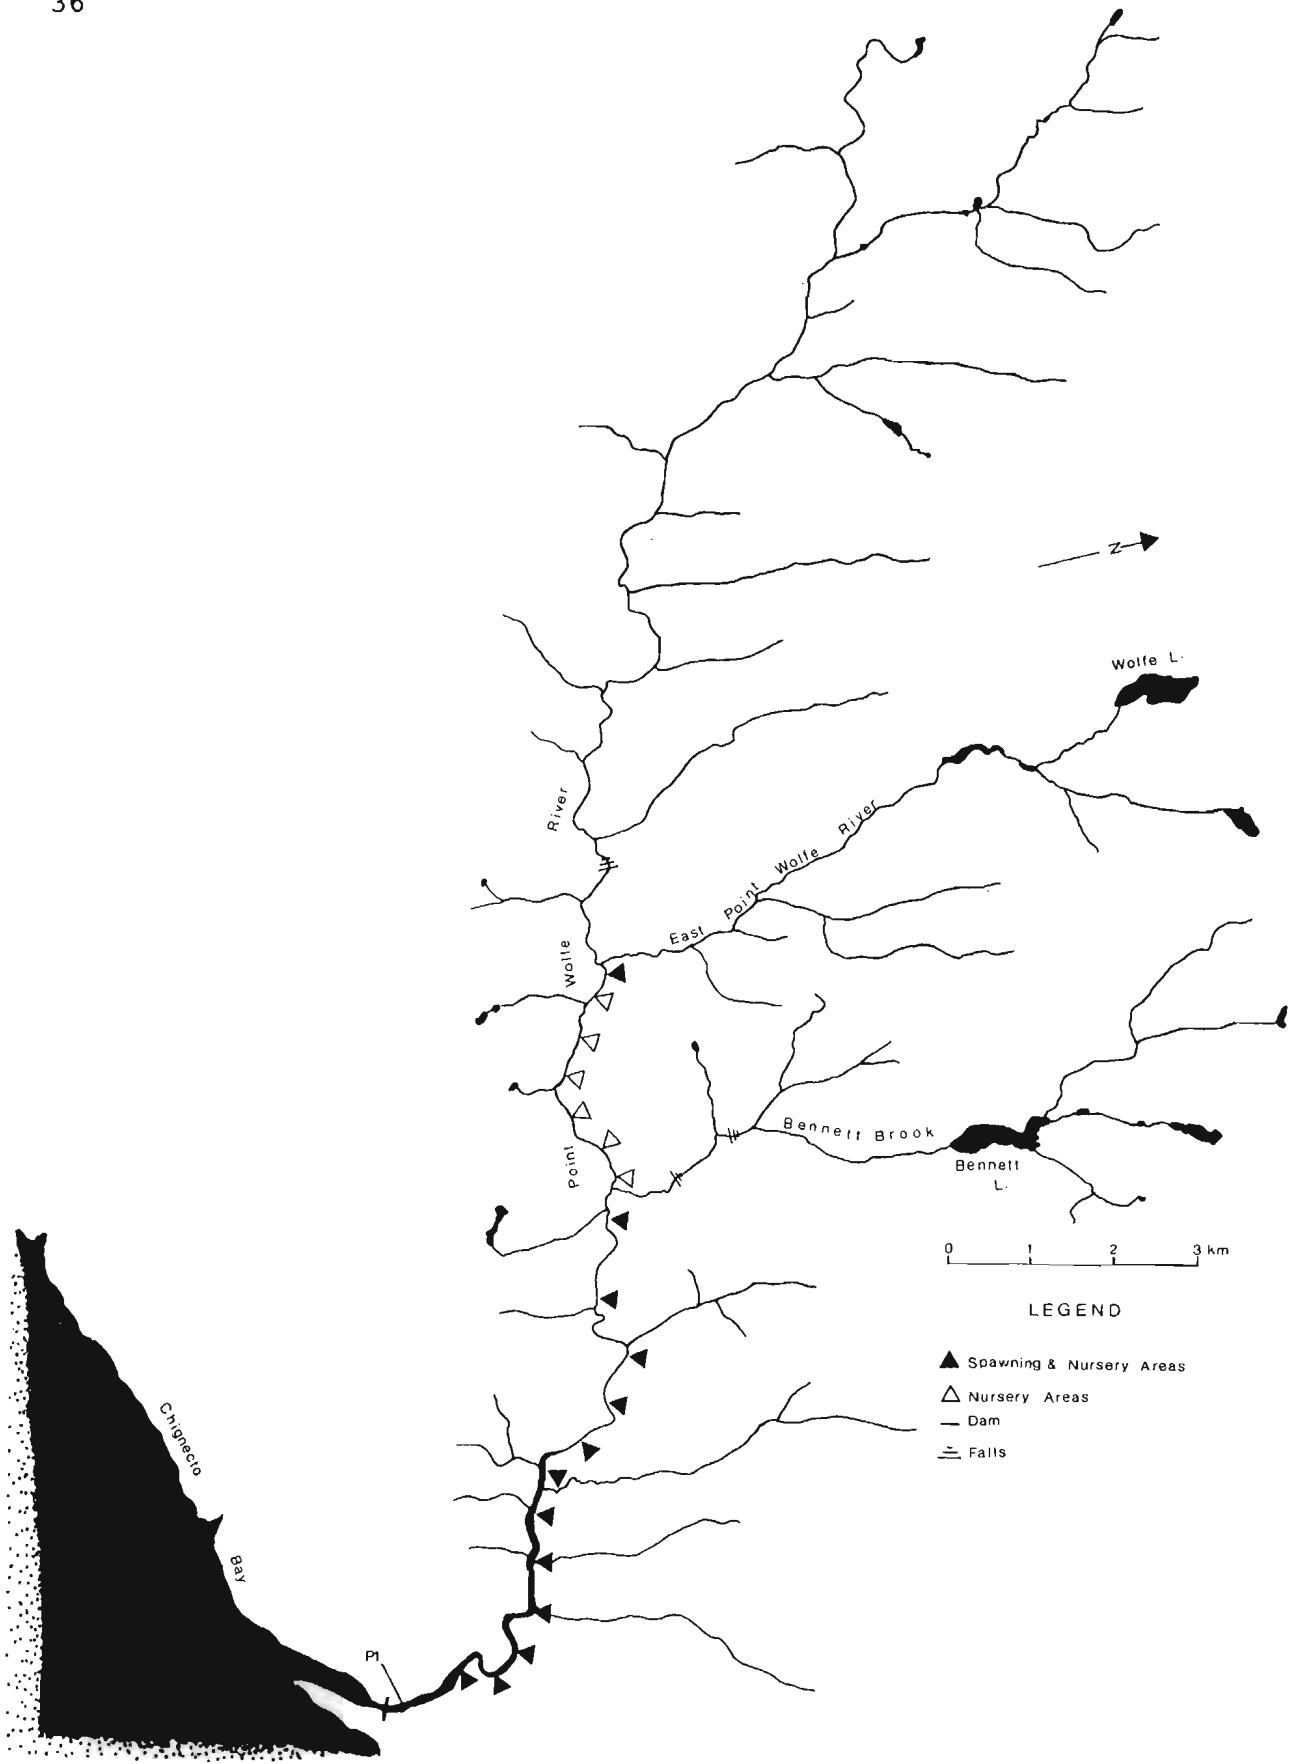 36
N
Wolfe L.
River
East Point Wolfe River
Wolfe
Bennett Brook
Bennett
L.
Point
0 1 2 3 km
LEGEND
Spawning & Nursery Areas
Nursery Areas
Dam
Falls
Chignecto
Bay
P1